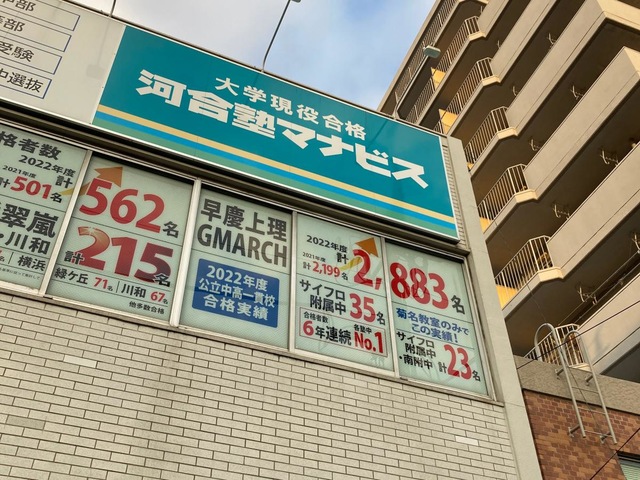 中部
受験
中選抜
大学現役合格
河合塾マナビス
格者数
2022年度
2021年度
計501名
計
562名
翠嵐
・川和
横浜
計215名
緑ケ丘 71名 川和 67名
他多数合格
早慶上理
GMARCH
2022年度
公立中高一貫校
合格実績
2022年度
2021年度
計2,199名
計
2,883名
サイフロ
附属中 35名
合格者数
6年連続
各塾中
No.1
菊名教室のみで
この実績!
サイフロ
附属中
・南附中
計23名